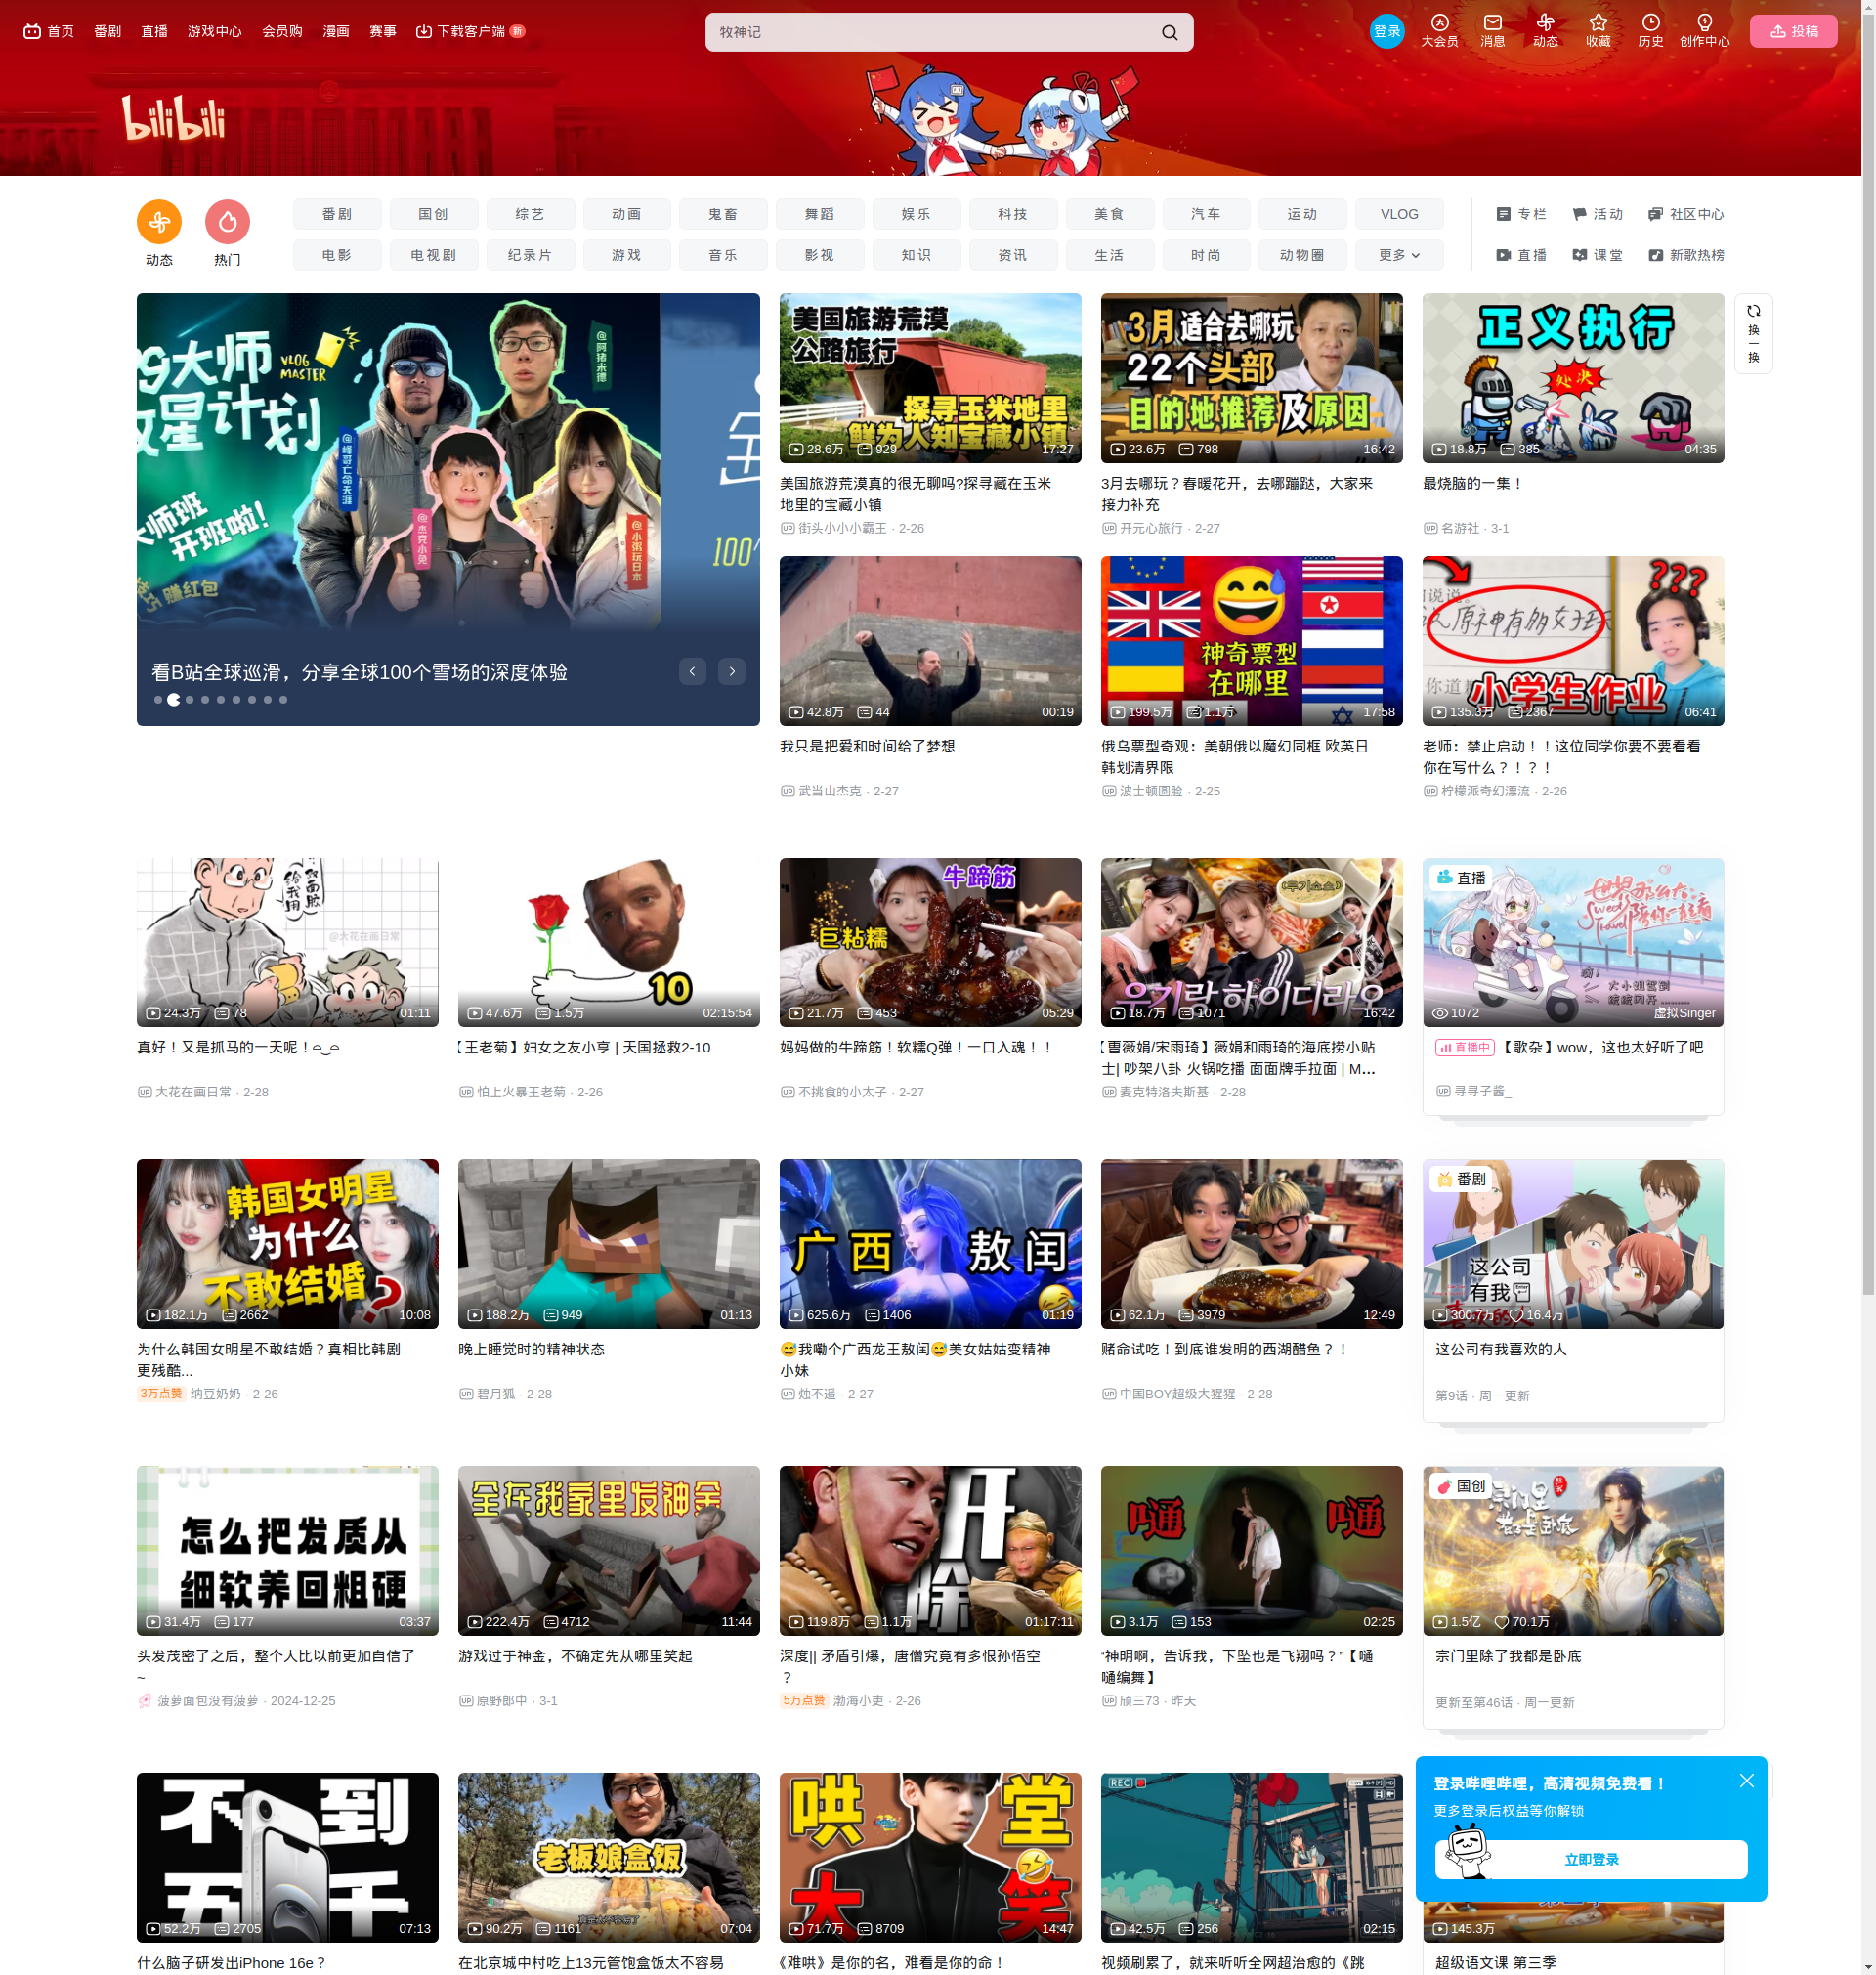 首页 番剧 直播 游戏中心 会员购 漫画 赛事 下载客户端 新
牧神记
登录 大会员 消息 动态 收藏 历史 创作中心 投稿
bilibili
动态 热门
番剧 国创 综艺 动画 鬼畜 舞蹈 娱乐 科技 美食 汽车 运动 VLOG
专栏 活动 社区中心
电影 电视剧 纪录片 游戏 音乐 影视 知识 资讯 生活 时尚 动物圈 更多
直播 课堂 新歌热榜
换一换
9大师
VLOG MASTER
星计划
大师班
开班啦!
赚红包
@阿猪米德
@小粥玩日本
看B站全球巡滑，分享全球100个雪场的深度体验
美国旅游荒漠
公路旅行
探寻玉米地里
鲜为人知宝藏小镇
28.6万 929 17:27
美国旅游荒漠真的很无聊吗?探寻藏在玉米
地里的宝藏小镇
街头小小小霸王 · 2-26
3月适合去哪玩
22个头部
目的地推荐及原因
23.6万 798 16:42
3月去哪玩？春暖花开，去哪蹦跶，大家来
接力补充
开元心旅行 · 2-27
正义执行
处决
18.8万 385 04:35
最烧脑的一集！
名游社 · 3-1
42.8万 44 00:19
我只是把爱和时间给了梦想
武当山杰克 · 2-27
神奇票型
在哪里
199.5万 1.1万 17:58
俄乌票型奇观：美朝俄以魔幻同框 欧英日
韩划清界限
波士顿圆脸 · 2-25
???
小学生作业
135.3万 2367 06:41
老师：禁止启动！！这位同学你要不要看看
你在写什么？！？！
柠檬派奇幻漂流 · 2-26
@大花在画日常
24.3万 78 01:11
真好！又是抓马的一天呢！
大花在画日常 · 2-28
10
47.6万 1.5万 02:15:54
【王老菊】妇女之友小亨 | 天国拯救2-10
怕上火暴王老菊 · 2-26
牛蹄筋
巨粘糯
21.7万 453 05:29
妈妈做的牛蹄筋！软糯Q弹！一口入魂！！
不挑食的小太子 · 2-27
우기랑 하이디라오
18.7万 1071 16:42
【曹薇娟/宋雨琦】薇娟和雨琦的海底捞小贴
士| 吵架八卦 火锅吃播 面面牌手拉面 | M...
麦克特洛夫斯基 · 2-28
直播
1072 虚拟Singer
直播中 【歌杂】wow，这也太好听了吧
寻寻子酱_
韩国女明星
为什么
不敢结婚?
182.1万 2662 10:08
为什么韩国女明星不敢结婚？真相比韩剧
更残酷...
3万点赞 纳豆奶奶 · 2-26
188.2万 949 01:13
晚上睡觉时的精神状态
碧月狐 · 2-28
广西 敖闰
625.6万 1406 01:19
😅我嘞个广西龙王敖闰😅美女姑姑变精神
小妹
烛不遥 · 2-27
62.1万 3979 12:49
赌命试吃！到底谁发明的西湖醋鱼？！
中国BOY超级大猩猩 · 2-28
番剧
这公司
有我
300.7万 16.4万
这公司有我喜欢的人
第9话 · 周一更新
怎么把发质从
细软养回粗硬
31.4万 177 03:37
头发茂密了之后，整个人比以前更加自信了
~
菠萝面包没有菠萝 · 2024-12-25
全在我家里发神金
222.4万 4712 11:44
游戏过于神金，不确定先从哪里笑起
原野郎中 · 3-1
开
除
119.8万 1.1万 01:17:11
深度|| 矛盾引爆，唐僧究竟有多恨孙悟空
？
5万点赞 渤海小吏 · 2-26
嗵 嗵
3.1万 153 02:25
“神明啊，告诉我，下坠也是飞翔吗？”【嗵
嗵编舞】
颀三73 · 昨天
国创
宗门里
都是卧底
1.5亿 70.1万
宗门里除了我都是卧底
更新至第46话 · 周一更新
不到
五千
52.2万 2705 07:13
什么脑子研发出iPhone 16e？
老板娘盒饭
90.2万 1161 07:04
在北京城中村吃上13元管饱盒饭太不容易
哄堂
大笑
71.7万 8709 14:47
《难哄》是你的名，难看是你的命！
REC
42.5万 256 02:15
视频刷累了，就来听听全网超治愈的《跳
登录哔哩哔哩，高清视频免费看！
更多登录后权益等你解锁
立即登录
145.3万
超级语文课 第三季